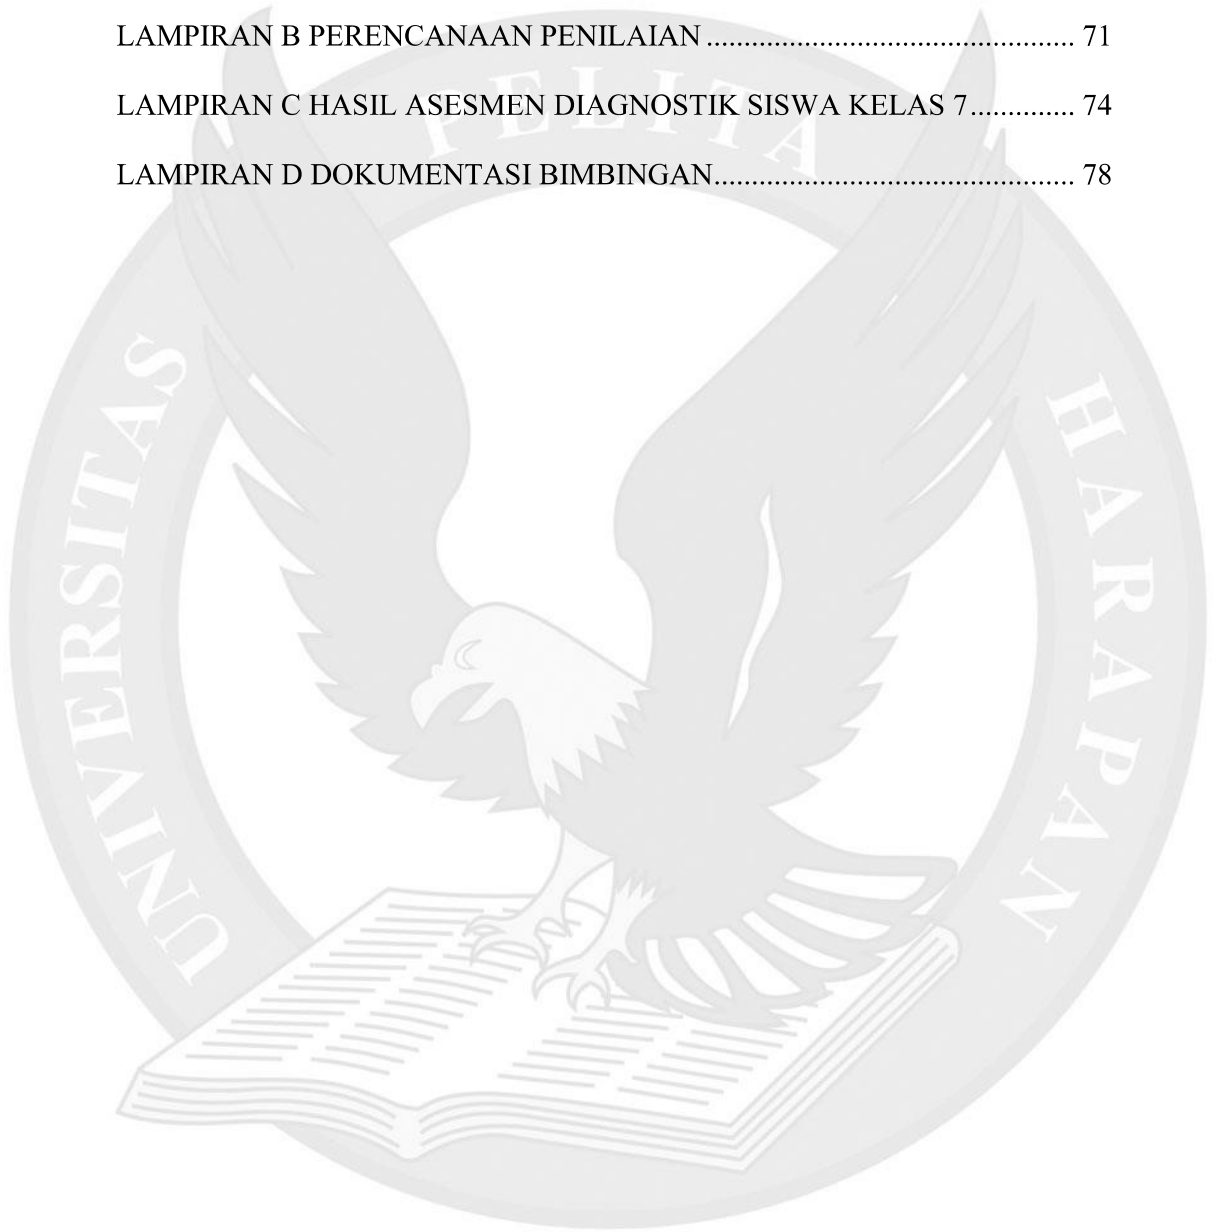 LAMPIRAN B PERENCANAAN PENILAIAN ................................................. 71
LAMPIRAN C HASIL ASESMEN DIAGNOSTIK SISWA KELAS 7.............. 74
LAMPIRAN D DOKUMENTASI BIMBINGAN................................................ 78
UNIVERSITAS PELITA HARAPAN